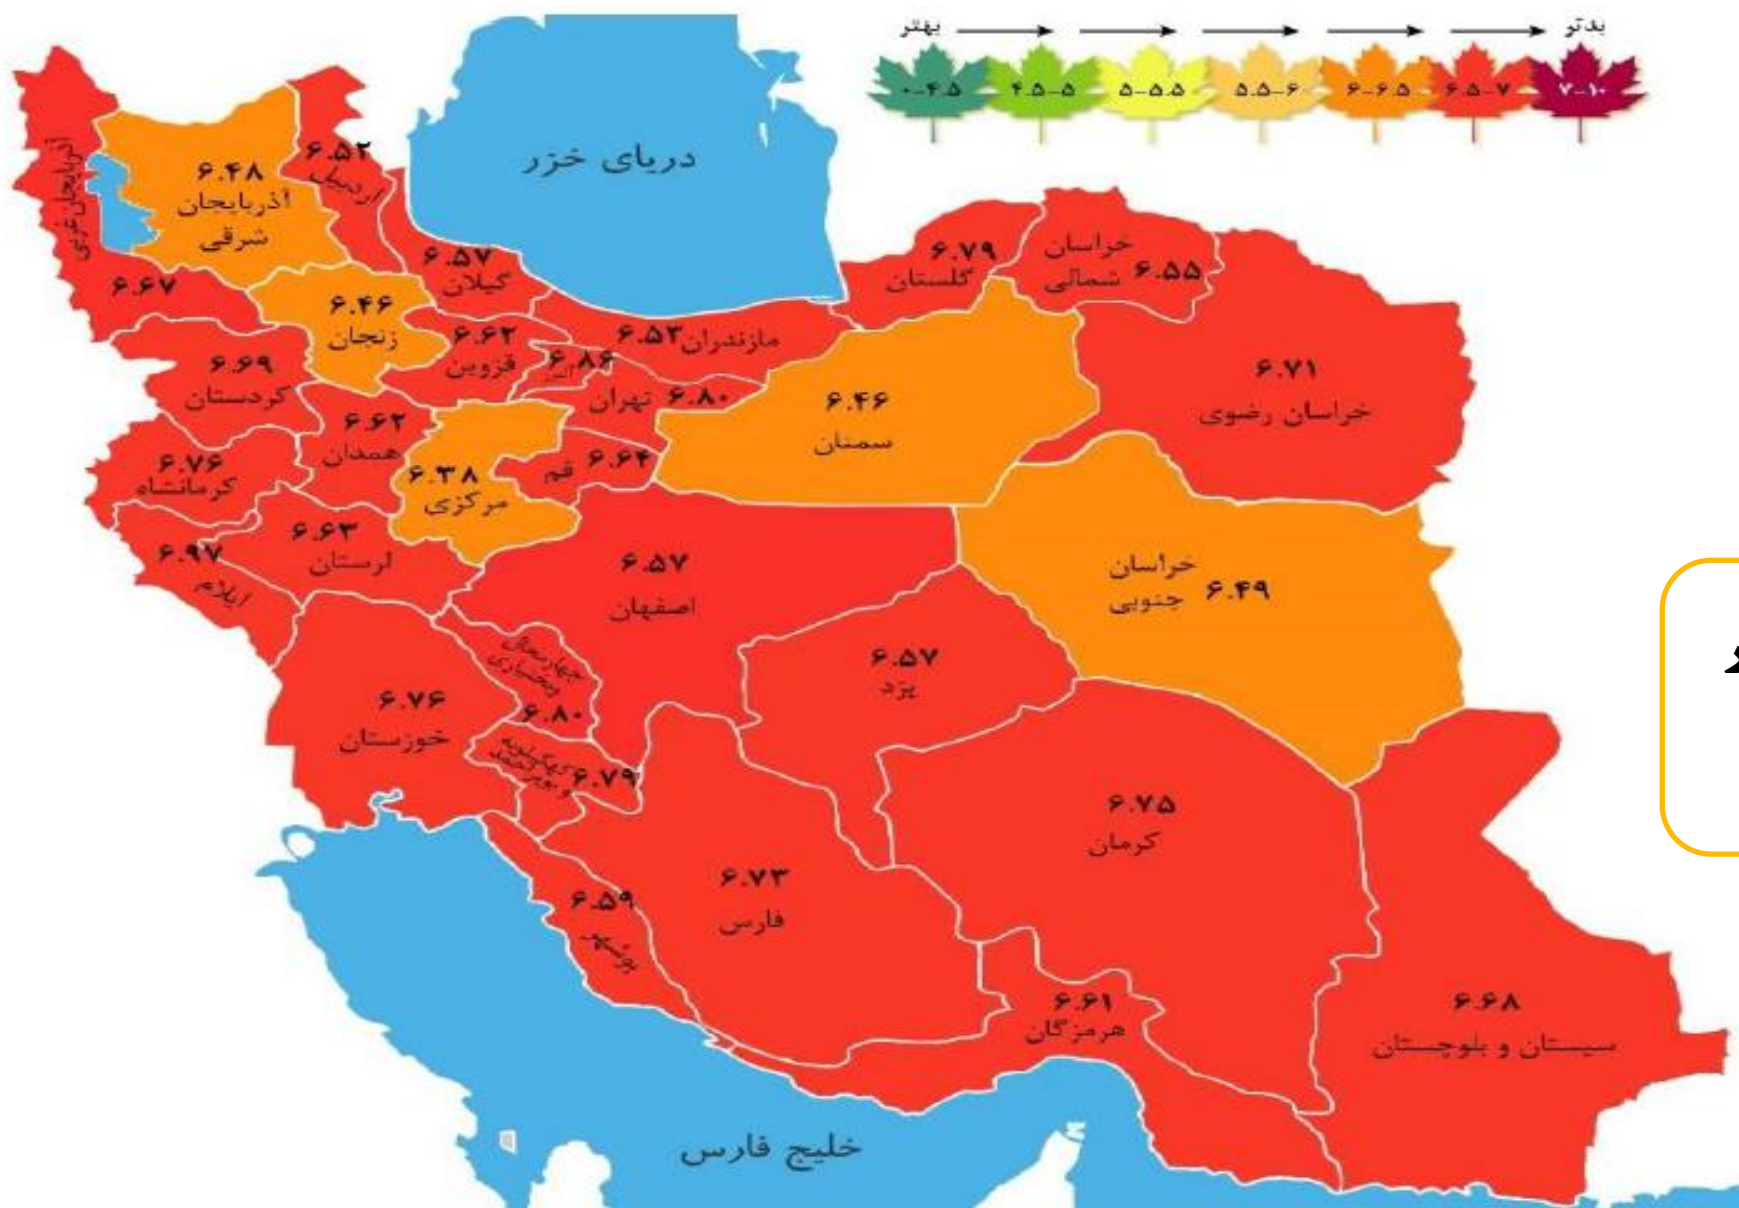 بهتر
بدتر
۰-۴.۵
۴.۵-۵
۵-۵.۵
۵.۵-۶
۶-۶.۵
۶.۵-۷
۷-۱۰
دریای خزر
آذربایجان غربی
۶.۶۷
۶.۴۸
آذربایجان
شرقی
۶.۵۲
اردبیل
۶.۵۷
گیلان
۶.۷۹
گلستان
خراسان
شمالی ۶.۵۵
۶.۴۶
زنجان
۶.۶۲
قزوین
۶.۸۶
مازندران ۶.۵۳
تهران ۶.۸۰
۶.۷۱
خراسان رضوی
۶.۶۹
کردستان
۶.۶۲
همدان
۶.۴۶
سمنان
۶.۷۶
کرمانشاه
۶.۳۸
مرکزی
قم ۶.۶۴
۶.۶۳
لرستان
۶.۹۷
ایلام
۶.۵۷
اصفهان
خراسان
جنوبی ۶.۴۹
چهارمحال
وبختیاری
۶.۸۰
۶.۵۷
یزد
۶.۷۶
خوزستان
کهگیلویه
و بویراحمد
۶.۷۹
۶.۷۵
کرمان
۶.۷۳
فارس
۶.۵۹
بوشهر
۶.۶۱
هرمزگان
۶.۶۸
سیستان و بلوچستان
خلیج فارس